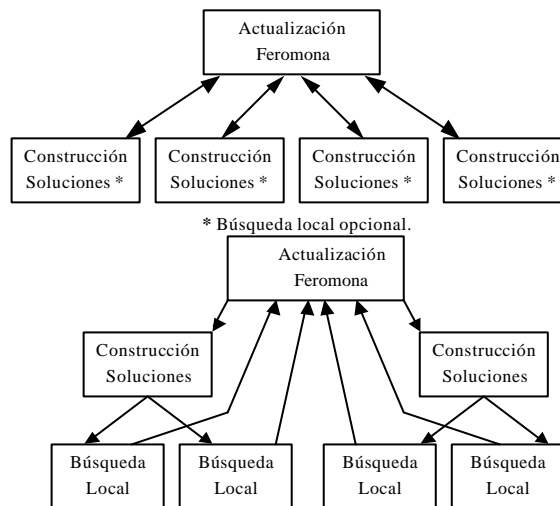 Actualización
Feromona
Construcción
Soluciones *
Construcción
Soluciones *
Construcción
Soluciones *
Construcción
Soluciones *
* Búsqueda local opcional.
Actualización
Feromona
Construcción
Soluciones
Construcción
Soluciones
Búsqueda
Local
Búsqueda
Local
Búsqueda
Local
Búsqueda
Local